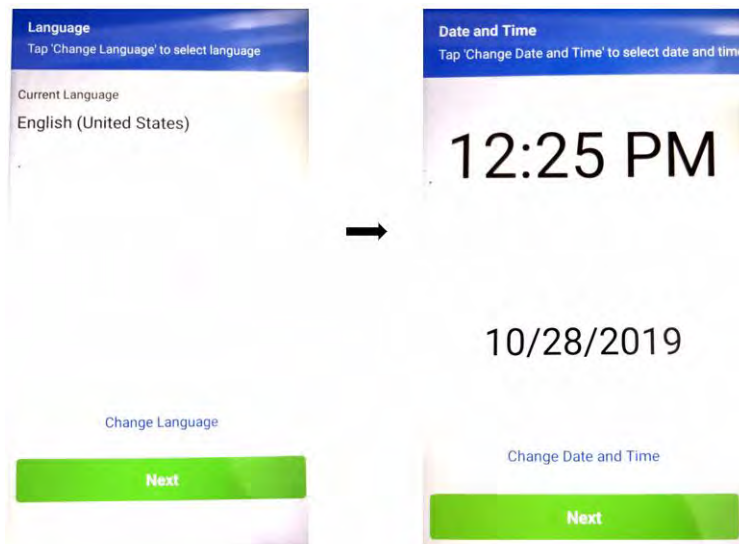 Language
Tap 'Change Language' to select language
Current Language
English (United States)
Change Language
Next
Date and Time
Tap 'Change Date and Time' to select date and time
12:25 PM
10/28/2019
Change Date and Time
Next